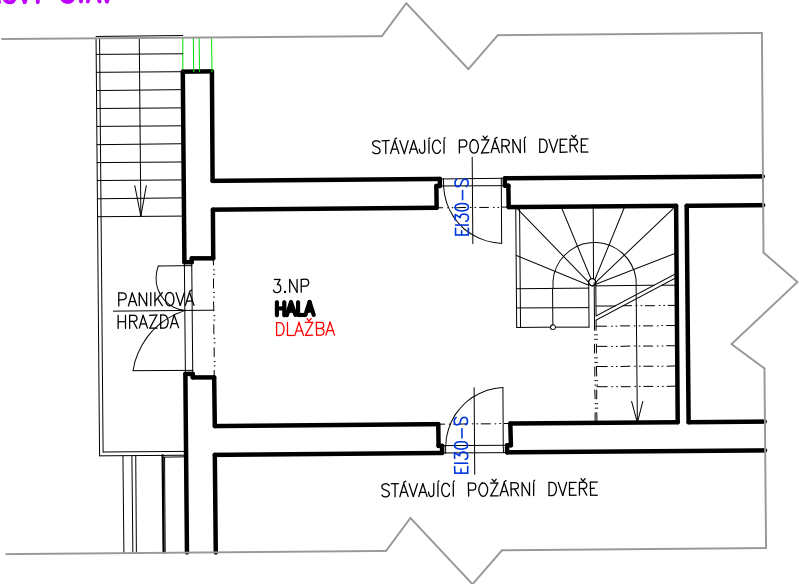 STÁVAJÍCÍ POŽÁRNÍ DVEŘE
EI30-S
3.NP
HALA
DLAŽBA
PANIKOVÁ
HRAZDA
EI30-S
STÁVAJÍCÍ POŽÁRNÍ DVEŘE